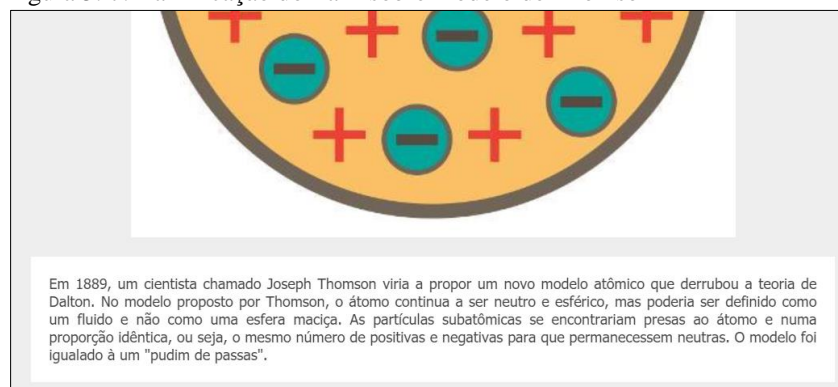 Em 1889, um cientista chamado Joseph Thomson viria a propor um novo modelo atômico que derrubou a teoria de
Dalton. No modelo proposto por Thomson, o átomo continua a ser neutro e esférico, mas poderia ser definido como
um fluido e não como uma esfera maciça. As partículas subatômicas se encontrariam presas ao átomo e numa
proporção idêntica, ou seja, o mesmo número de positivas e negativas para que permanecessem neutras. O modelo foi
igualado à um "pudim de passas".